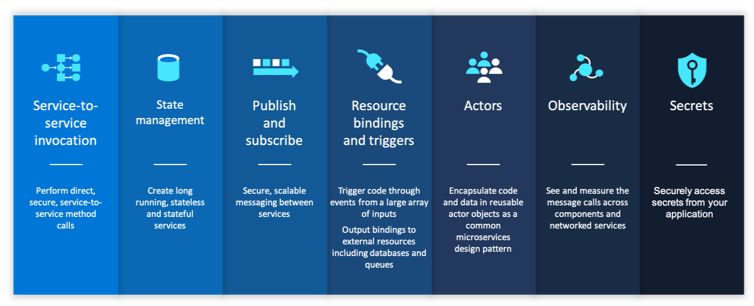 Service-to-
service
invocation
Perform direct,
secure, service-to-
service method
calls
State
management
Create long
running, stateless
and stateful
services
Publish
and
subscribe
Secure, scalable
messaging between
services
Resource
bindings
and triggers
Trigger code through
events from a large array
of inputs
Output bindings to
external resources
including databases and
queues
Actors
Encapsulate code
and data in reusable
actor objects as a
common
microservices
design pattern
Observability
See and measure the
message calls across
components and
networked services
Secrets
Securely access
secrets from your
application